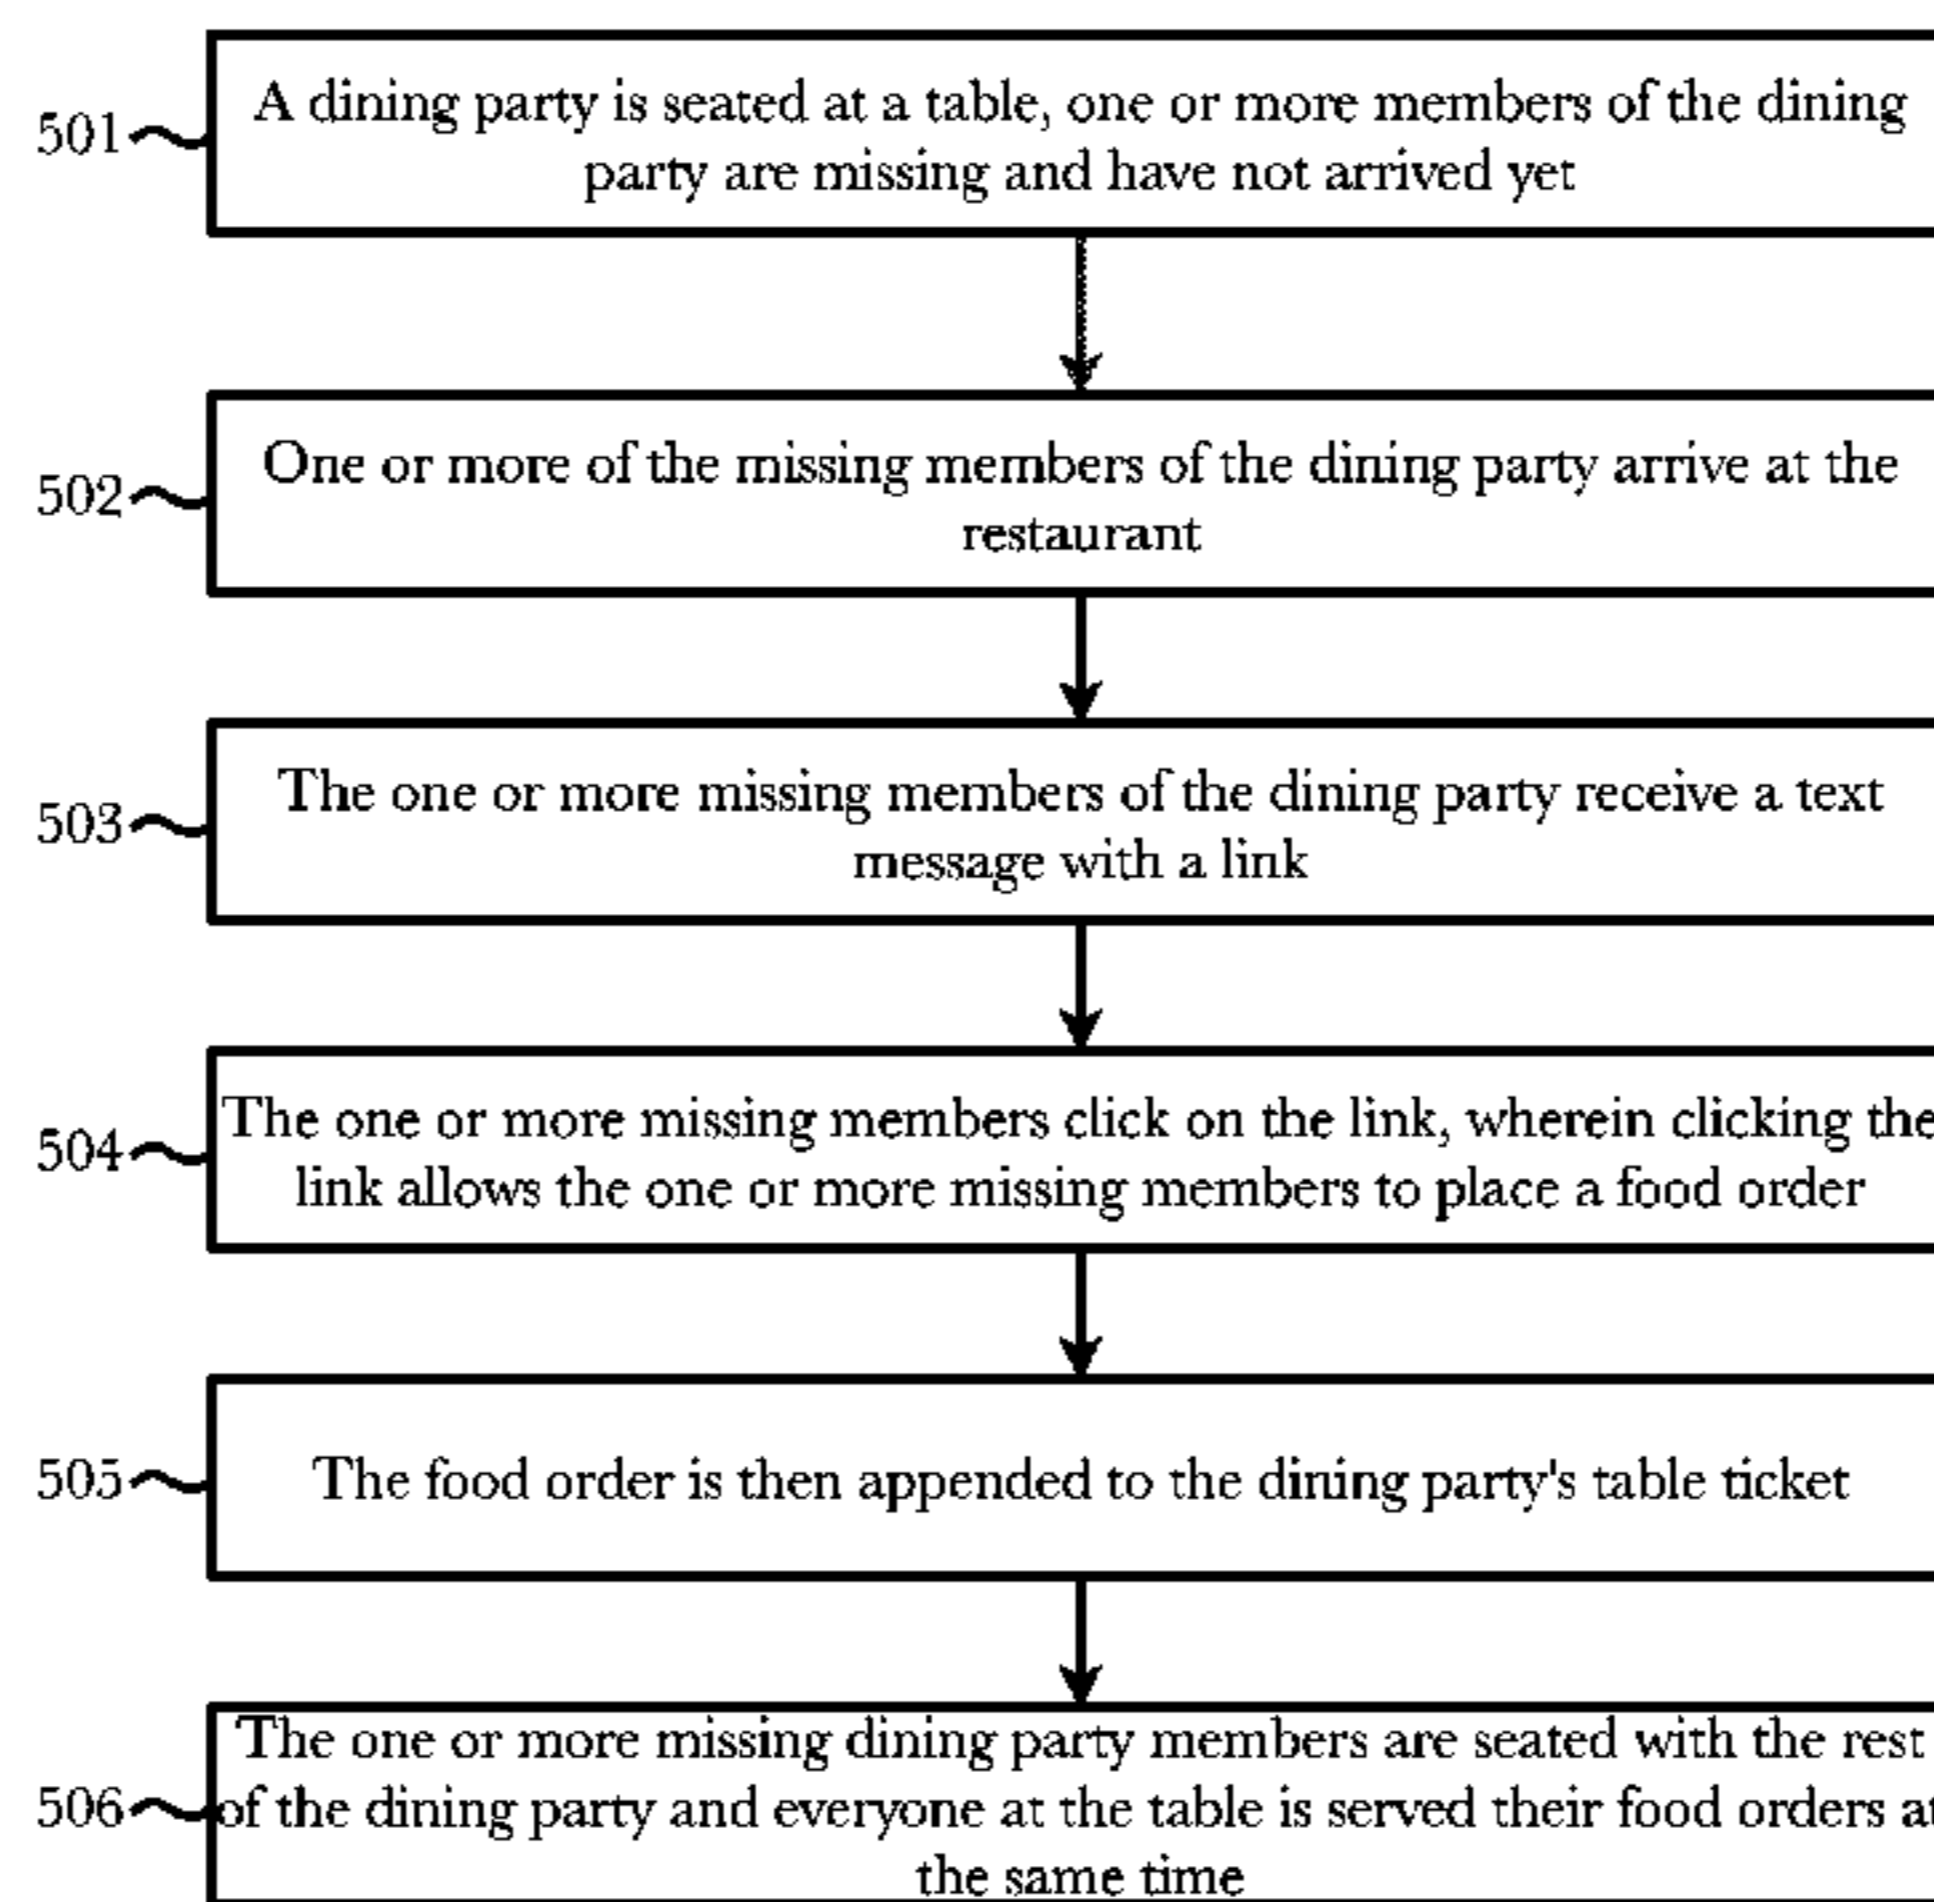 501
A dining party is seated at a table, one or more members of the dining
party are missing and have not arrived yet
502
One or more of the missing members of the dining party arrive at the
restaurant
503
The one or more missing members of the dining party receive a text
message with a link
504
The one or more missing members click on the link, wherein clicking the
link allows the one or more missing members to place a food order
505
The food order is then appended to the dining party's table ticket
506
The one or more missing dining party members are seated with the rest
of the dining party and everyone at the table is served their food orders at
the same time